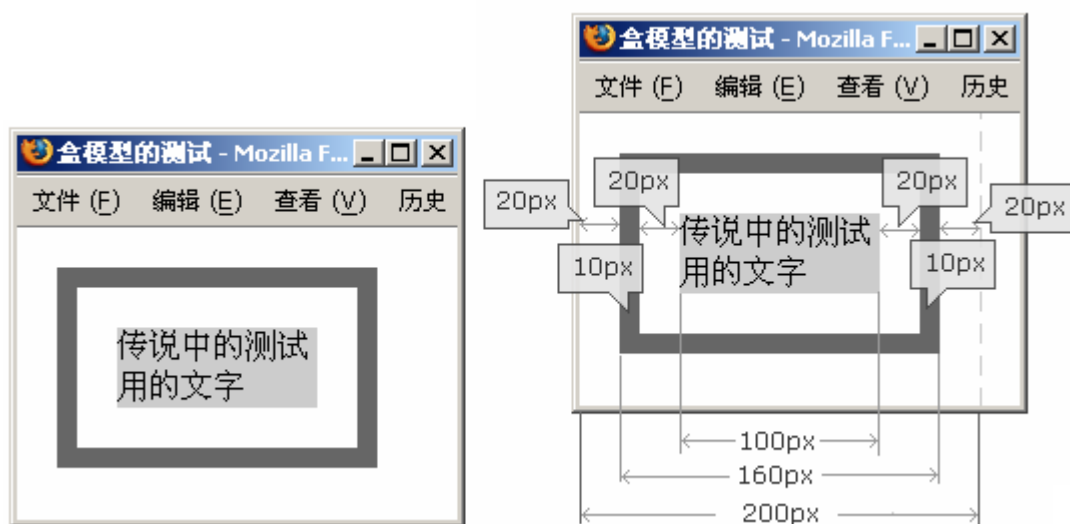 盒模型的测试 - Mozilla F...
文件 (F) 编辑 (E) 查看 (V) 历史
传说中的测试
用的文字
盒模型的测试 - Mozilla F...
文件 (F) 编辑 (E) 查看 (V) 历史
20px
20px
20px
20px
传说中的测试
用的文字
10px
10px
100px
160px
200px